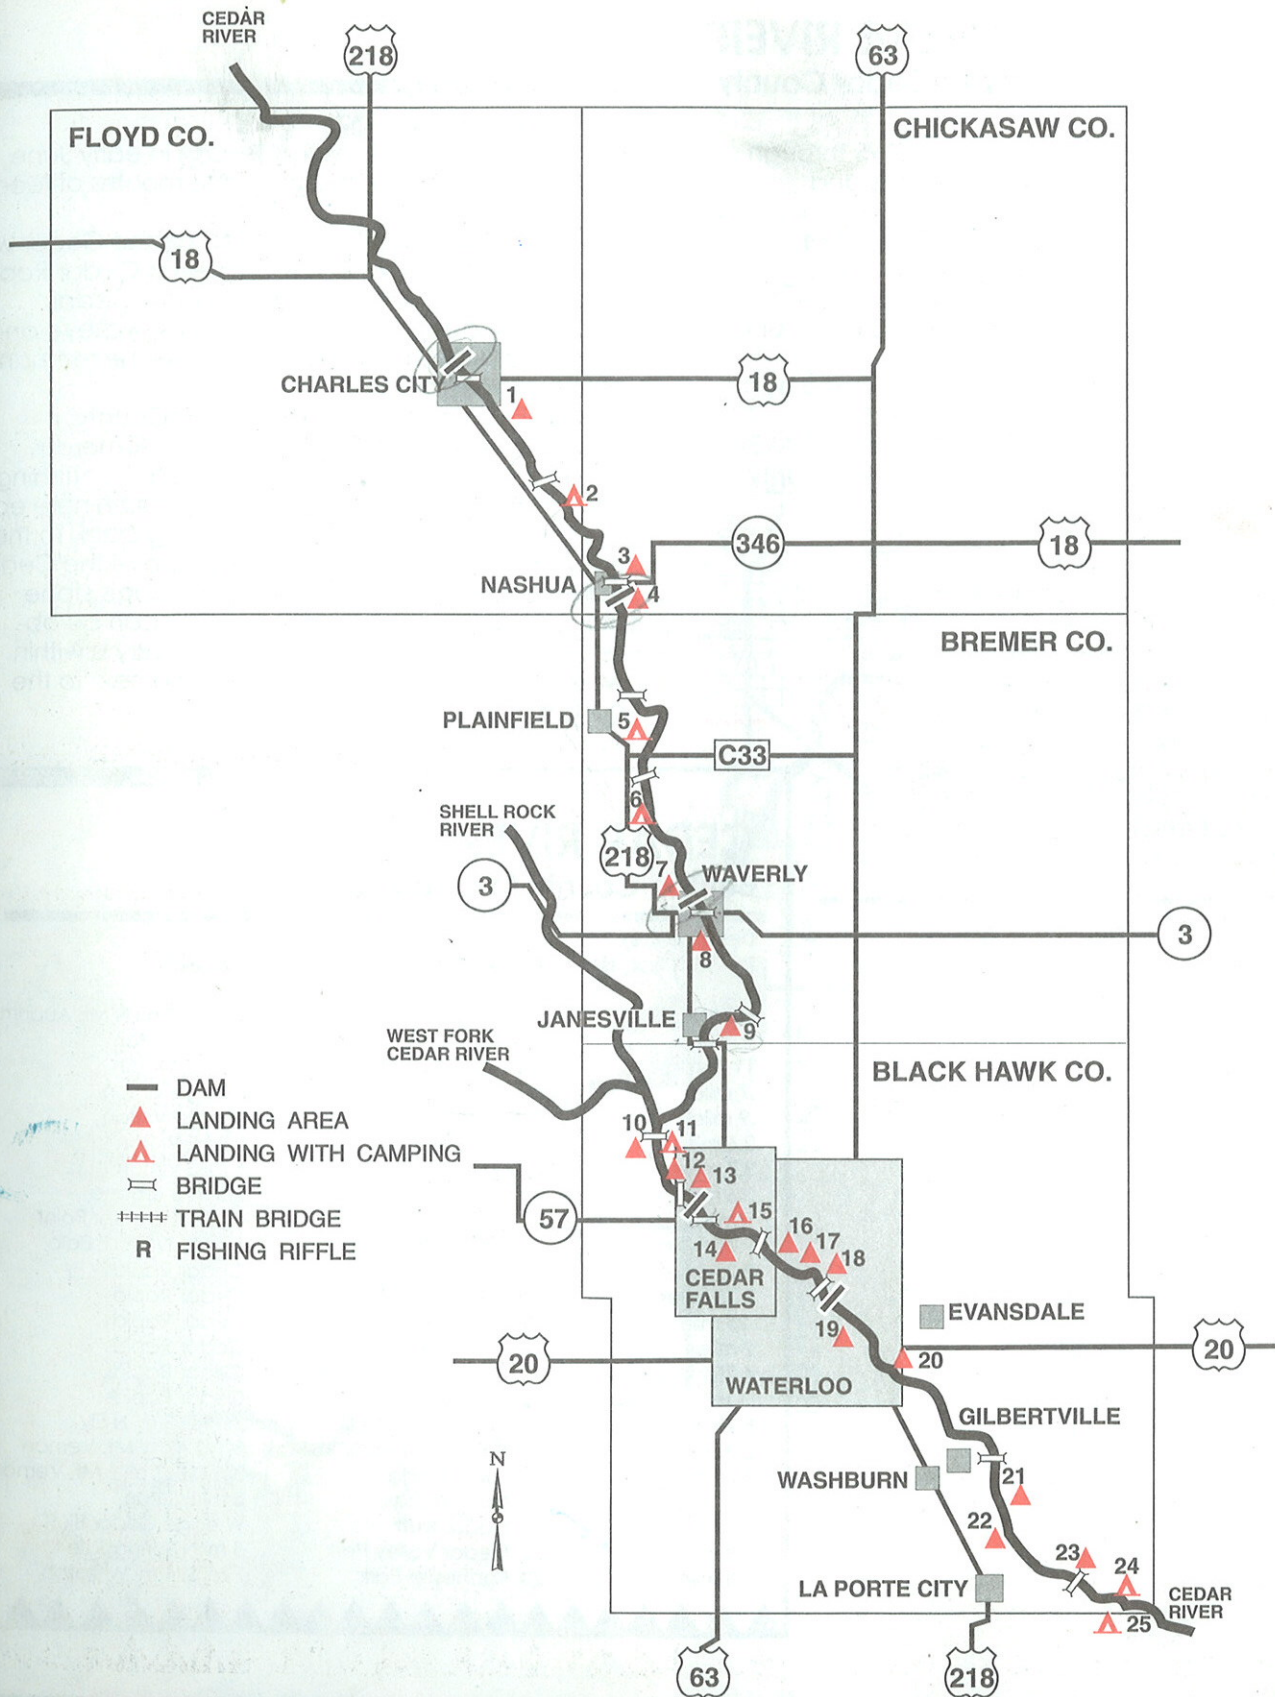 CEDAR
RIVER
218
63
FLOYD CO.
CHICKASAW CO.
18
CHARLES CITY
1
18
2
346
18
3
NASHUA
4
BREMER CO.
PLAINFIELD
5
C33
6
SHELL ROCK
RIVER
218
7
WAVERLY
3
3
8
JANESVILLE
9
WEST FORK
CEDAR RIVER
BLACK HAWK CO.
DAM
LANDING AREA
LANDING WITH CAMPING
BRIDGE
TRAIN BRIDGE
R FISHING RIFFLE
10
11
12
13
57
15
14
16
17
18
CEDAR
FALLS
EVANSDALE
19
20
20
20
WATERLOO
GILBERTVILLE
N
WASHBURN
21
22
23
24
LA PORTE CITY
CEDAR
RIVER
25
63
218